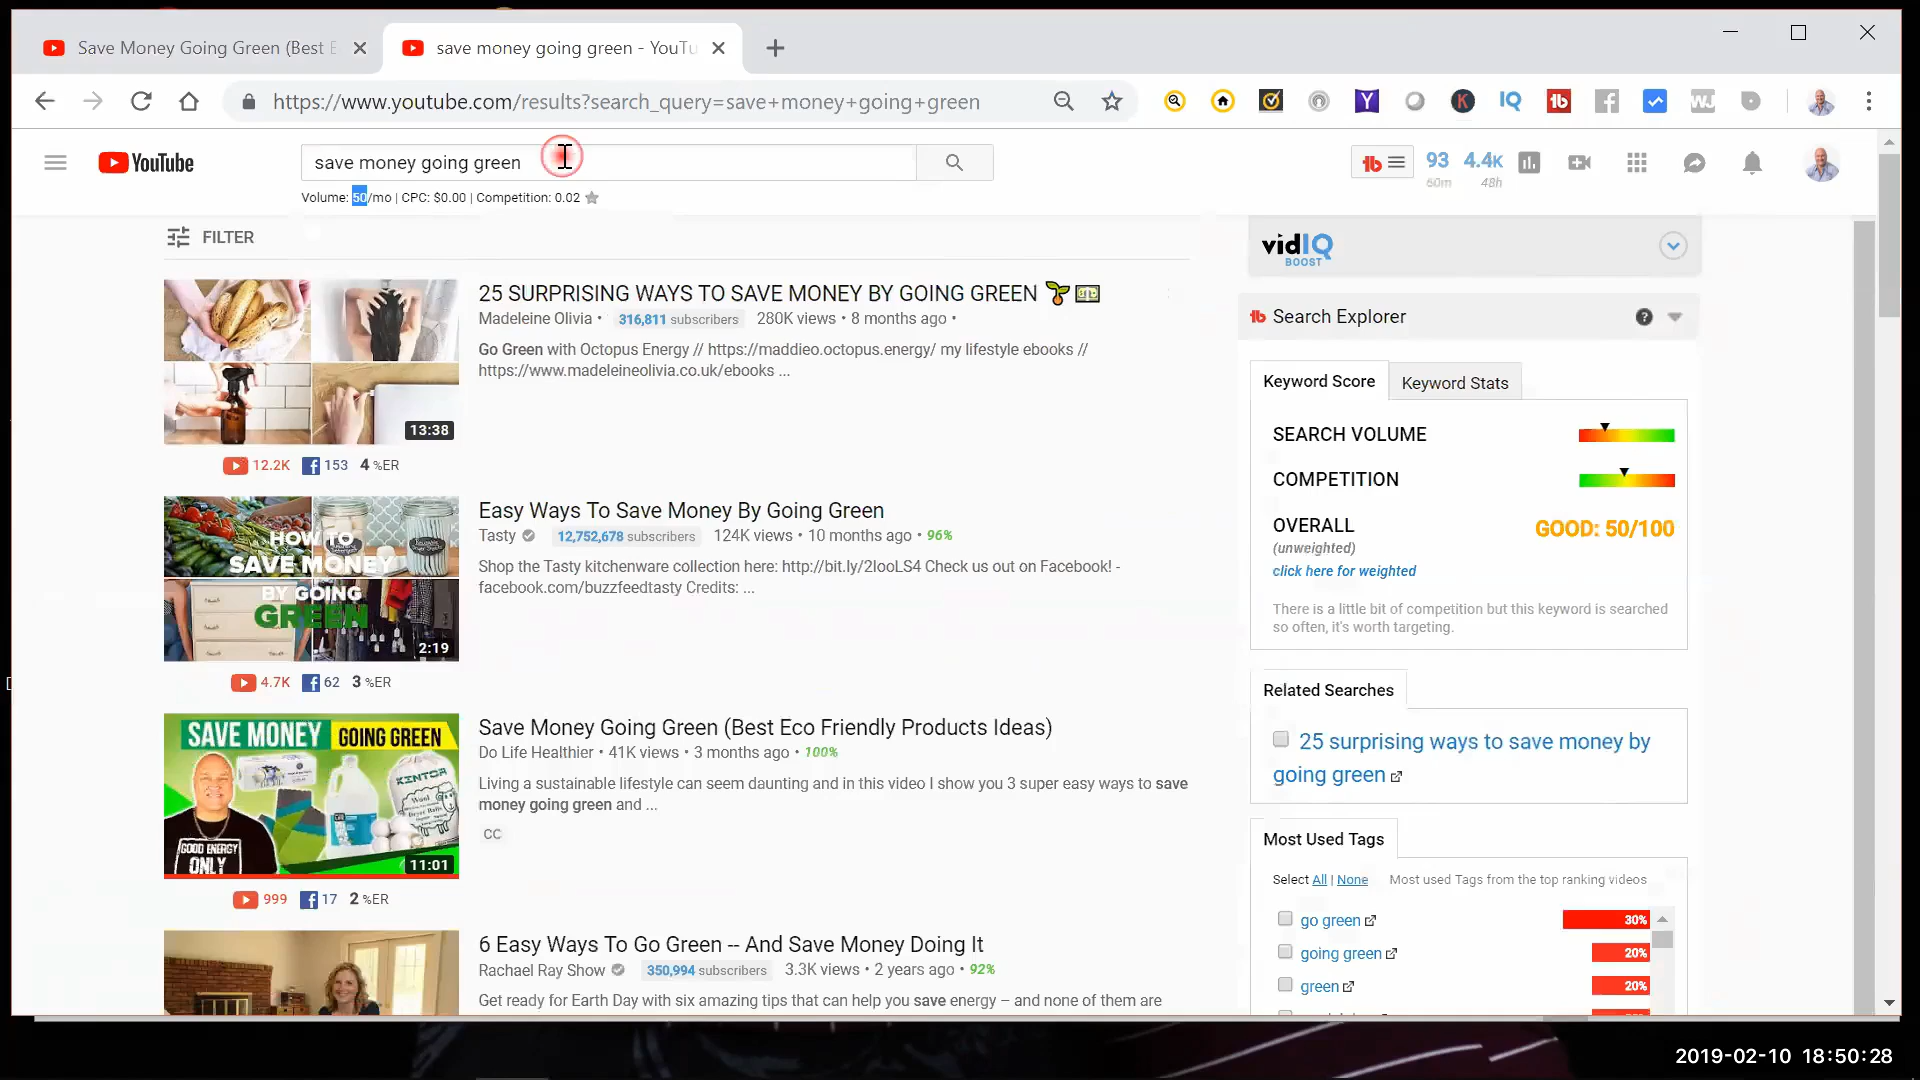 Save Money Going Green (Best E
save money going green - YouTu
https://www.youtube.com/results?search_query=save+money+going+green
YouTube
save money going green
93
60m
4.4K
48h
Volume: 50/mo | CPC: $0.00 | Competition: 0.02
FILTER
25 SURPRISING WAYS TO SAVE MONEY BY GOING GREEN
Madeleine Olivia • 316,811 subscribers 280K views • 8 months ago •
Go Green with Octopus Energy // https://maddieo.octopus.energy/ my lifestyle ebooks //
https://www.madeleineolivia.co.uk/ebooks ...
13:38
12.2K 153 4 %ER
HOW TO
SAVE MONEY
BY GOING
GREEN
2:19
Easy Ways To Save Money By Going Green
Tasty 12,752,678 subscribers 124K views • 10 months ago • 96%
Shop the Tasty kitchenware collection here: http://bit.ly/2IooLS4 Check us out on Facebook! -
facebook.com/buzzfeedtasty Credits: ...
4.7K 62 3 %ER
SAVE MONEY GOING GREEN
KINTOR
Wool
GOOD ENERGY
ONLY
11:01
Save Money Going Green (Best Eco Friendly Products Ideas)
Do Life Healthier • 41K views • 3 months ago • 100%
Living a sustainable lifestyle can seem daunting and in this video I show you 3 super easy ways to save
money going green and ...
CC
999 17 2 %ER
6 Easy Ways To Go Green -- And Save Money Doing It
Rachael Ray Show 350,994 subscribers 3.3K views • 2 years ago • 92%
Get ready for Earth Day with six amazing tips that can help you save energy – and none of them are
vidIQ
BOOST
Search Explorer
Keyword Score Keyword Stats
SEARCH VOLUME
COMPETITION
OVERALL GOOD: 50/100
(unweighted)
click here for weighted
There is a little bit of competition but this keyword is searched
so often, it's worth targeting.
Related Searches
25 surprising ways to save money by
going green
Most Used Tags
Select All | None Most used Tags from the top ranking videos
go green 30%
going green 20%
green 20%
2019-02-10 18:50:28